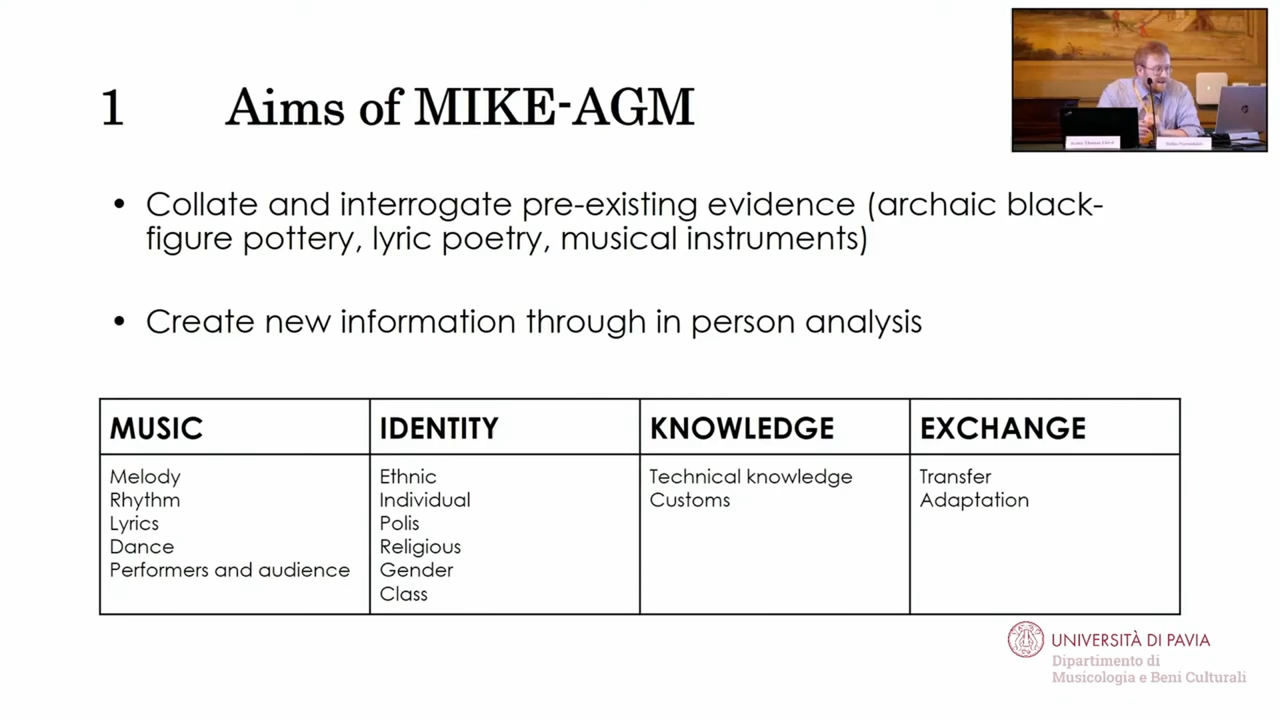 1 Aims of MIKE-AGM
• Collate and interrogate pre-existing evidence (archaic black-
figure pottery, lyric poetry, musical instruments)
• Create new information through in person analysis
MUSIC IDENTITY KNOWLEDGE EXCHANGE
Melody
Rhythm
Lyrics
Dance
Performers and audience
Ethnic
Individual
Polis
Religious
Gender
Class
Technical knowledge
Customs
Transfer
Adaptation
UNIVERSITÀ DI PAVIA
Dipartimento di
Musicologia e Beni Culturali